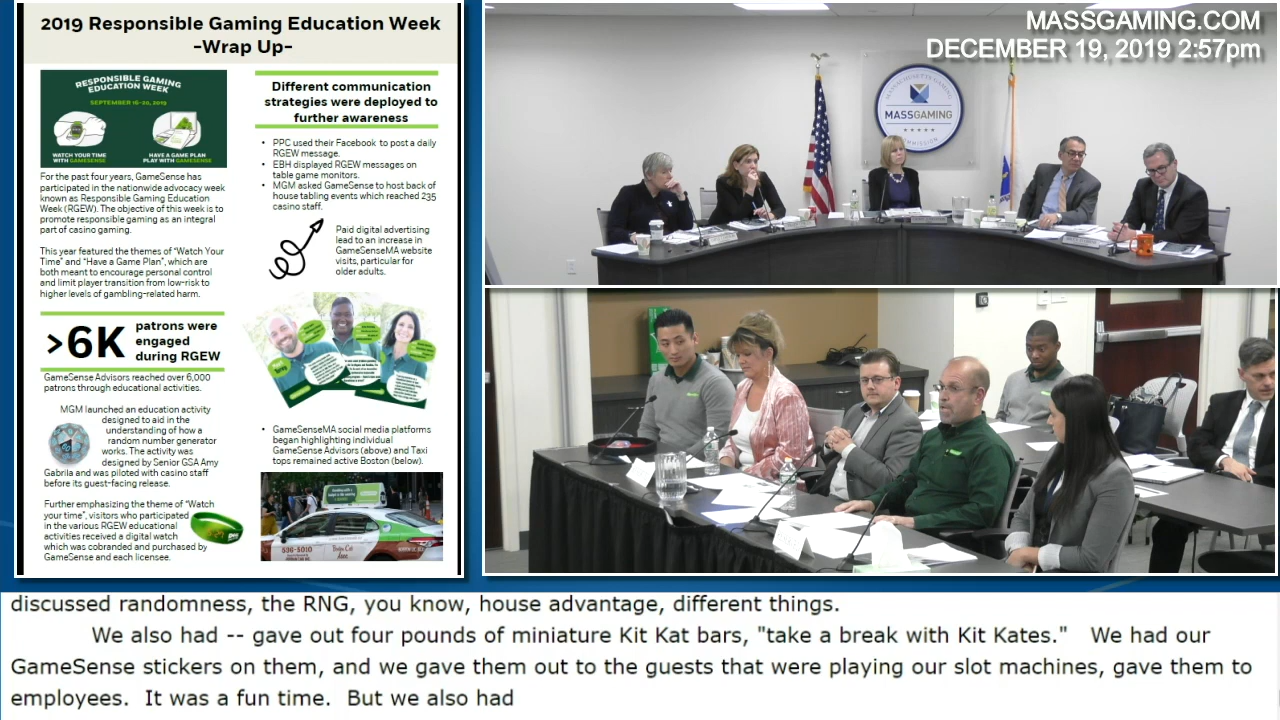 2019 Responsible Gaming Education Week
-Wrap Up-
RESPONSIBLE GAMING
EDUCATION WEEK
SEPTEMBER 16-20, 2019
WATCH YOUR TIME
WITH GAMESENSE
HAVE A GAME PLAN
PLAY WITH GAMESENSE
For the past four years, GameSense has
participated in the nationwide advocacy week
known as Responsible Gaming Education
Week (RGEW). The objective of this week is to
promote responsible gaming as an integral
part of casino gaming.
This year featured the themes of "Watch Your
Time" and "Have a Game Plan", which are
both meant to encourage personal control
and limit player transition from low-risk to
higher levels of gambling-related harm.
>6K
patrons were
engaged
during RGEW
GameSense Advisors reached over 6,000
patrons through educational activities.
MGM launched an education activity
designed to aid in the
understanding of how a
random number generator
works. The activity was
designed by Senior GSA Amy
Gabrila and was piloted with casino staff
before its guest-facing release.
Further emphasizing the theme of "Watch
your time", visitors who participated
in the various RGEW educational
activities received a digital watch
which was cobranded and purchased by
GameSense and each licensee.
Different communication
strategies were deployed to
further awareness
• PPC used their Facebook to post a daily
RGEW message.
• EBH displayed RGEW messages on
table game monitors.
• MGM asked GameSense to host back of
house tabling events which reached 235
casino staff.
Paid digital advertising
lead to an increase in
GameSenseMA website
visits, particular for
older adults.
• GameSenseMA social media platforms
began highlighting individual
GameSense Advisors (above) and Taxi
tops remained active Boston (below).
MASSGAMING.COM
DECEMBER 19, 2019 2:57pm
MASSACHUSETTS GAMING
MASSGAMING
COMMISSION
discussed randomness, the RNG, you know, house advantage, different things.
We also had -- gave out four pounds of miniature Kit Kat bars, "take a break with Kit Kates." We had our
GameSense stickers on them, and we gave them out to the guests that were playing our slot machines, gave them to
employees. It was a fun time. But we also had